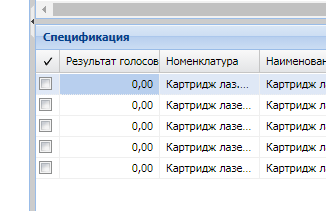 Спецификация
✓ Результат голосов Номенклатура Наименован
0,00 Картридж лаз.... Картридж л
0,00 Картридж лазе... Картридж л
0,00 Картридж лазе... Картридж л
0,00 Картридж лазе... Картридж л
0,00 Картридж лазе... Картридж л